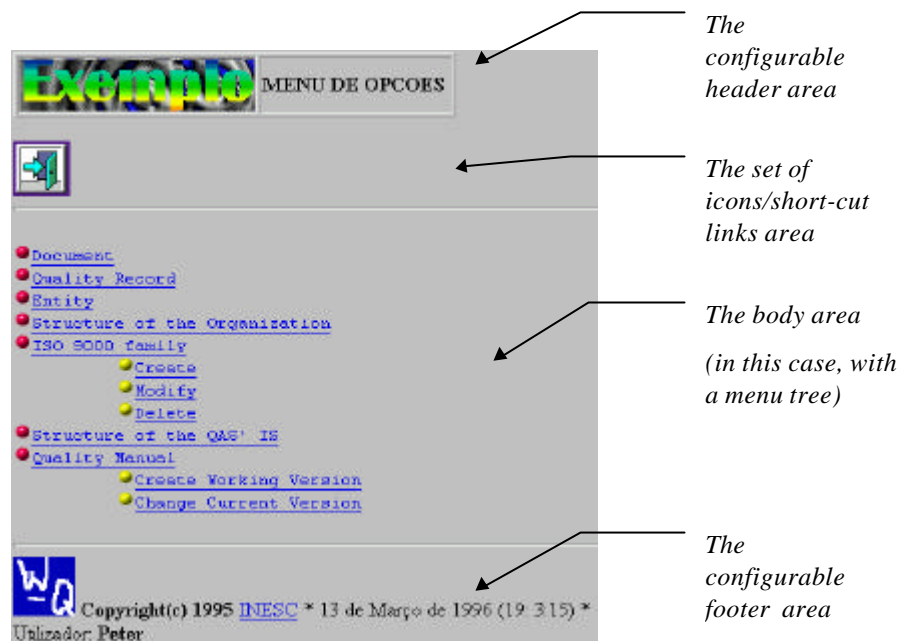 The
configurable
header area
Exemplo MENU DE OPCOES
The set of
icons/short-cut
links area
Document
Quality Record
Entity
Structure of the Organization
ISO 9000 family
Create
Modify
Delete
Structure of the QAS' IS
Quality Manual
Create Working Version
Change Current Version
The body area
(in this case, with
a menu tree)
The
configurable
footer area
WQ Copyright(c) 1995 INESC * 13 de Março de 1996 (19: 3:15) *
Utilizador: Peter